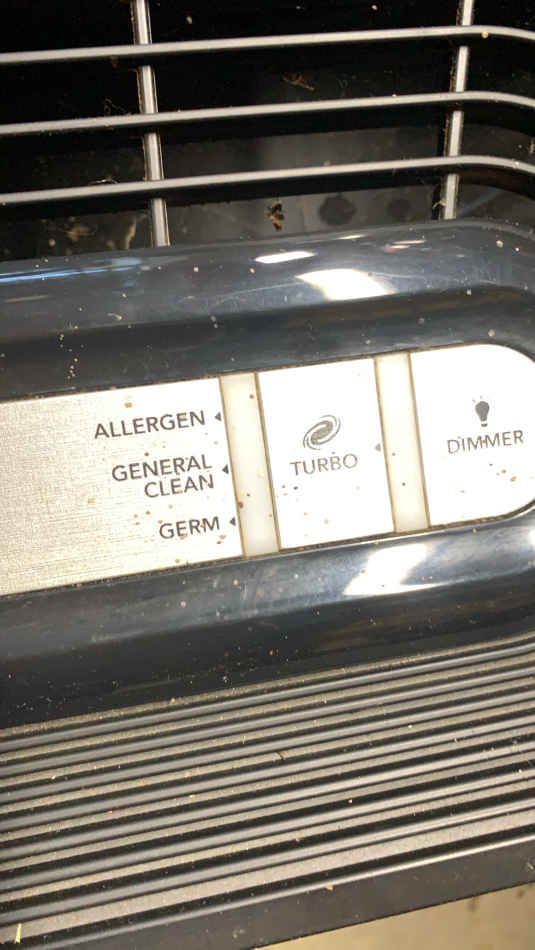 ALLERGEN
GENERAL
CLEAN
GERM
TURBO
DIMMER